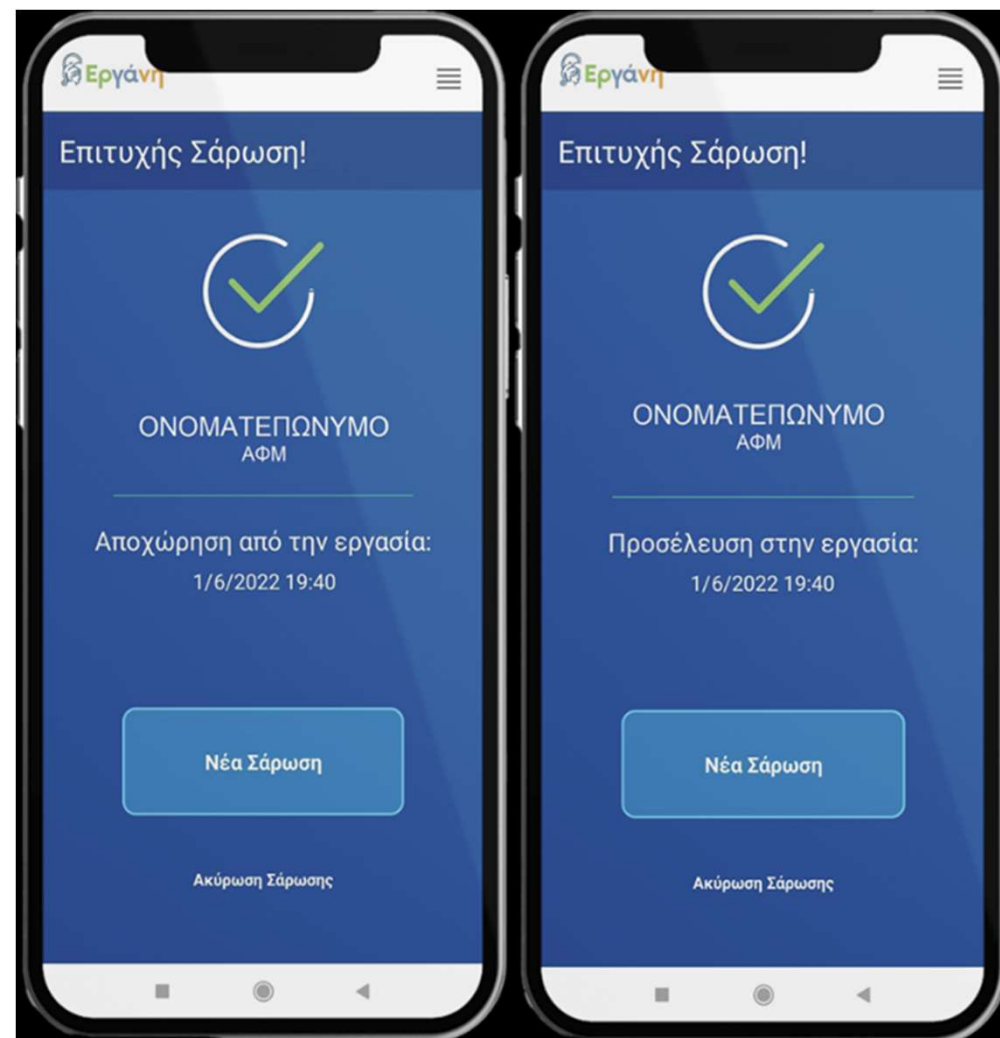 Εργάνη
Επιτυχής Σάρωση!
ΟΝΟΜΑΤΕΠΩΝΥΜΟ
ΑΦΜ
Αποχώρηση από την εργασία:
1/6/2022 19:40
Νέα Σάρωση
Ακύρωση Σάρωσης
Εργάνη
Επιτυχής Σάρωση!
ΟΝΟΜΑΤΕΠΩΝΥΜΟ
ΑΦΜ
Προσέλευση στην εργασία:
1/6/2022 19:40
Νέα Σάρωση
Ακύρωση Σάρωσης